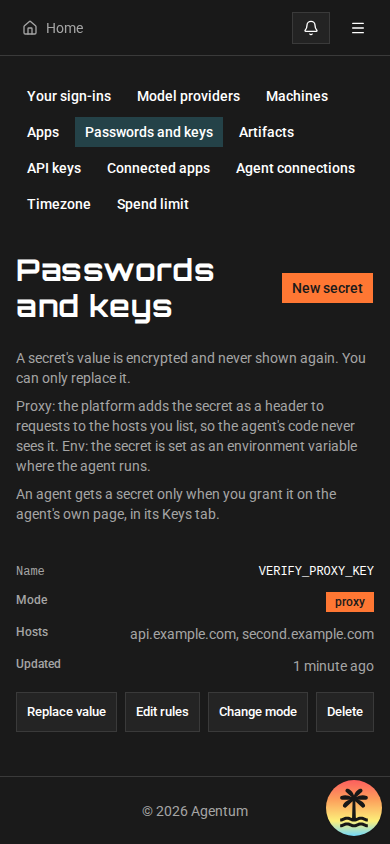 Home
Your sign-ins Model providers Machines
Apps Passwords and keys Artifacts
API keys Connected apps Agent connections
Timezone Spend limit
Passwords
and keys
New secret
A secret's value is encrypted and never shown again. You
can only replace it.
Proxy: the platform adds the secret as a header to
requests to the hosts you list, so the agent's code never
sees it. Env: the secret is set as an environment variable
where the agent runs.
An agent gets a secret only when you grant it on the
agent's own page, in its Keys tab.
Name VERIFY_PROXY_KEY
Mode proxy
Hosts api.example.com, second.example.com
Updated 1 minute ago
Replace value Edit rules Change mode Delete
© 2026 Agentum